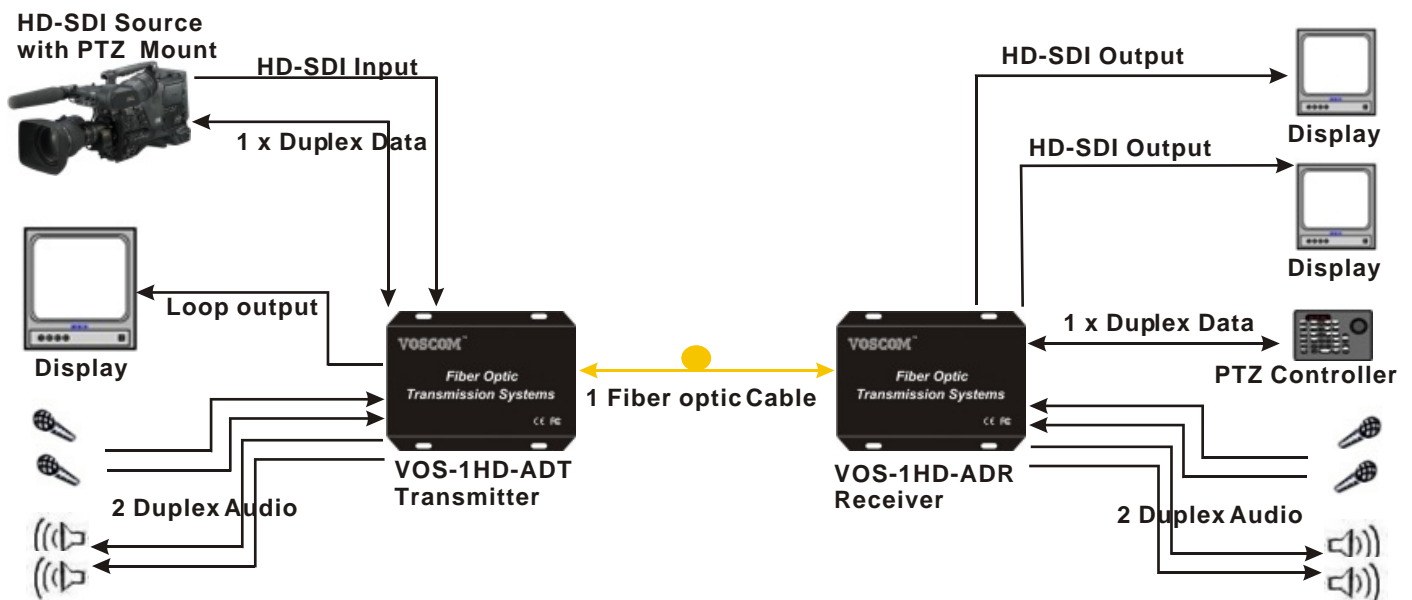 HD-SDI Source
with PTZ Mount
HD-SDI Input
1 x Duplex Data
Loop output
Display
2 Duplex Audio
VOSCOM™
Fiber Optic
Transmission Systems
CE FC
VOS-1HD-ADT
Transmitter
1 Fiber optic Cable
HD-SDI Output
Display
HD-SDI Output
Display
1 x Duplex Data
PTZ Controller
VOSCOM™
Fiber Optic
Transmission Systems
CE FC
VOS-1HD-ADR
Receiver
2 Duplex Audio